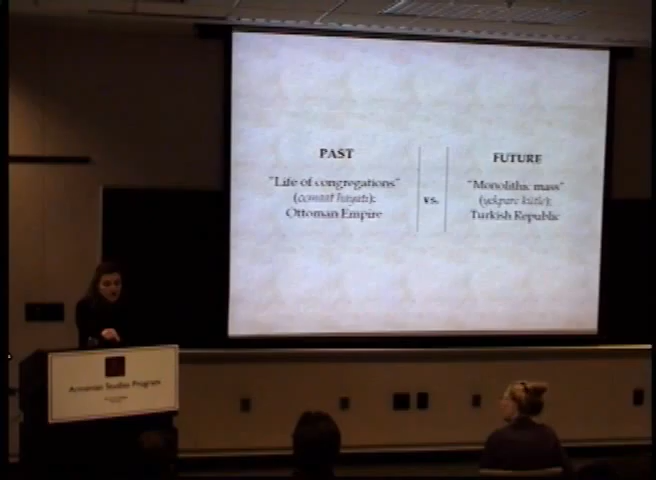 PAST
"Life of congregations"
(cemaat hayatı);
Ottoman Empire
vs.
FUTURE
"Monolithic mass"
(yekpare kütle);
Turkish Republic
Armenian Studies Program